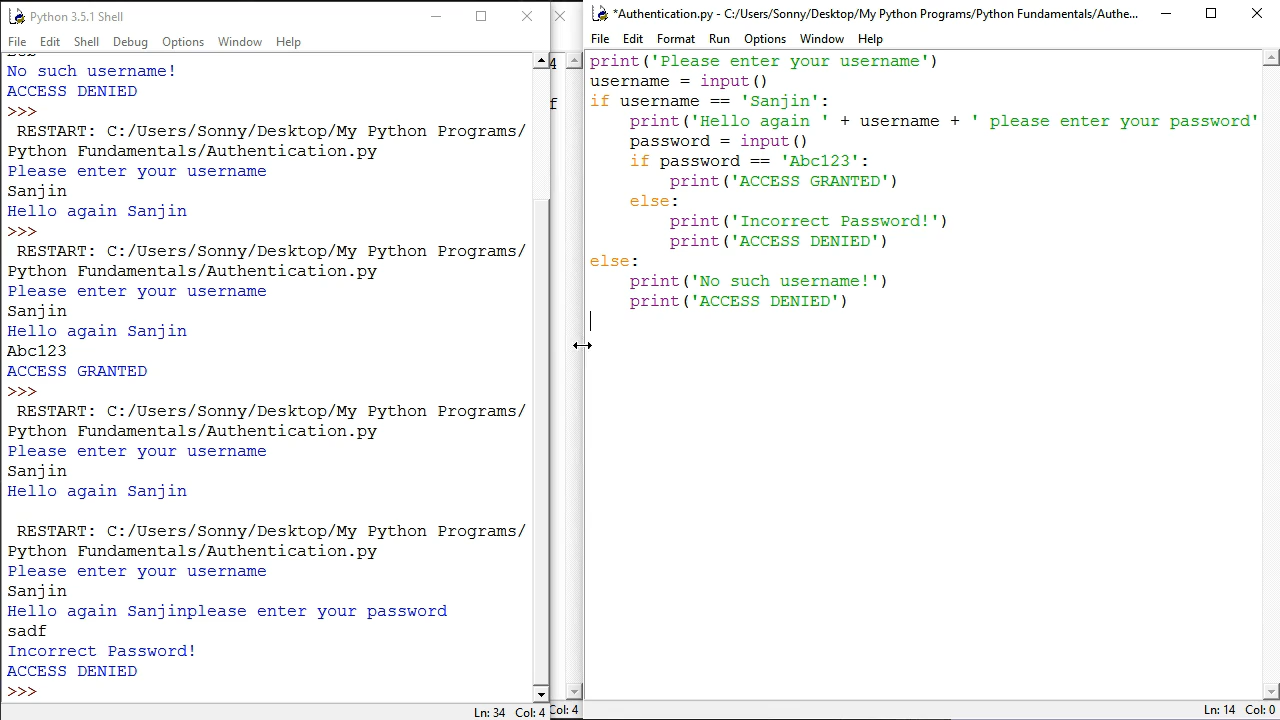 Python 3.5.1 Shell
File Edit Shell Debug Options Window Help
No such username!
ACCESS DENIED
>>>
RESTART: C:/Users/Sonny/Desktop/My Python Programs/
Python Fundamentals/Authentication.py
Please enter your username
Sanjin
Hello again Sanjin
>>>
RESTART: C:/Users/Sonny/Desktop/My Python Programs/
Python Fundamentals/Authentication.py
Please enter your username
Sanjin
Hello again Sanjin
Abc123
ACCESS GRANTED
>>>
RESTART: C:/Users/Sonny/Desktop/My Python Programs/
Python Fundamentals/Authentication.py
Please enter your username
Sanjin
Hello again Sanjin
RESTART: C:/Users/Sonny/Desktop/My Python Programs/
Python Fundamentals/Authentication.py
Please enter your username
Sanjin
Hello again Sanjinplease enter your password
sadf
Incorrect Password!
ACCESS DENIED
>>>
Ln: 34 Col: 4
4
f
Col: 4
*Authentication.py - C:/Users/Sonny/Desktop/My Python Programs/Python Fundamentals/Authe...
File Edit Format Run Options Window Help
print('Please enter your username')
username = input()
if username == 'Sanjin':
    print('Hello again ' + username + ' please enter your password'
    password = input()
    if password == 'Abc123':
        print('ACCESS GRANTED')
    else:
        print('Incorrect Password!')
        print('ACCESS DENIED')
else:
    print('No such username!')
    print('ACCESS DENIED')
Ln: 14 Col: 0